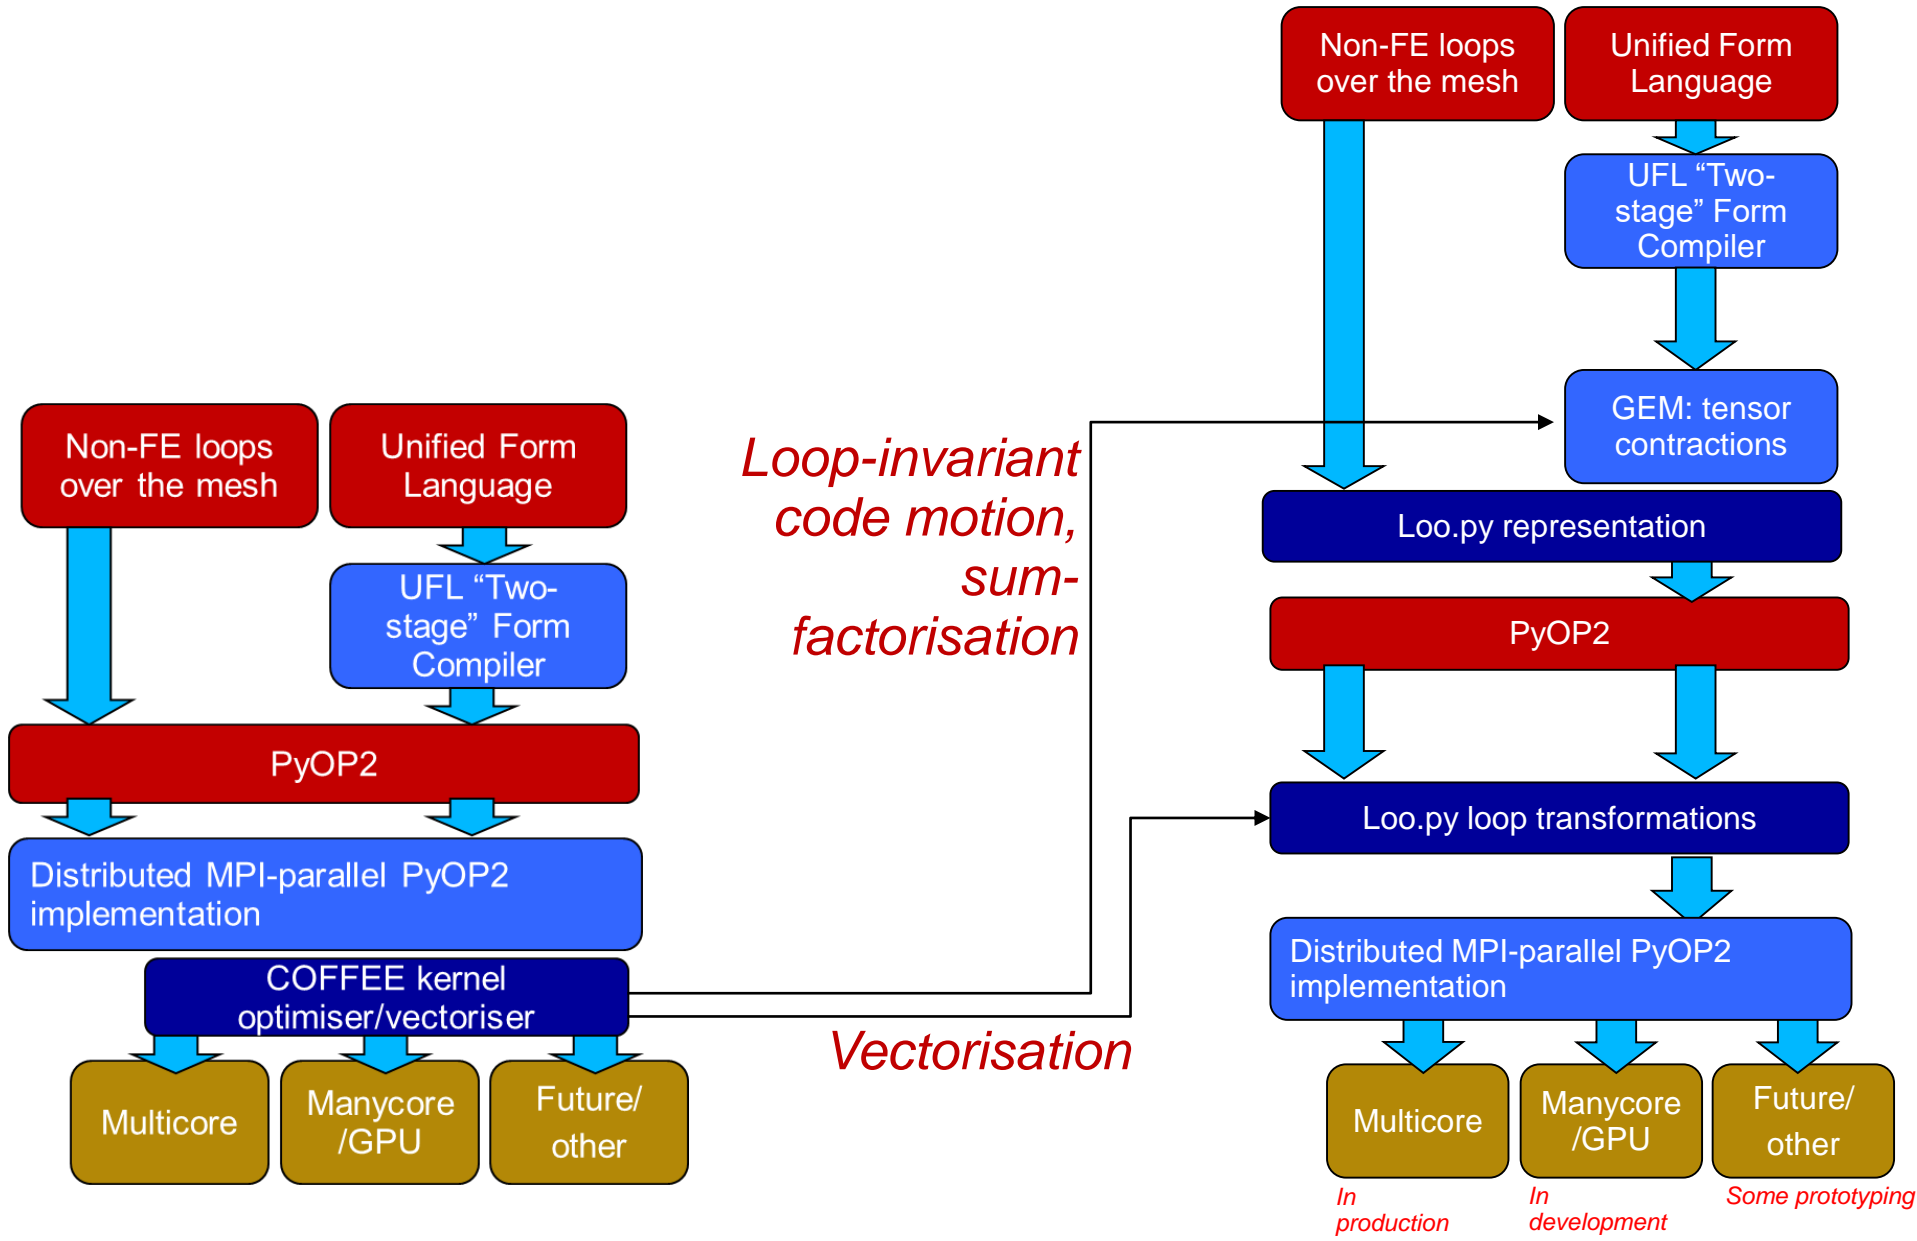 Non-FE loops
over the mesh
Unified Form
Language
UFL “Two-
stage” Form
Compiler
PyOP2
Distributed MPI-parallel PyOP2
implementation
COFFEE kernel
optimiser/vectoriser
Multicore
Manycore
/GPU
Future/
other
Loop-invariant
code motion,
sum-
factorisation
Vectorisation
Non-FE loops
over the mesh
Unified Form
Language
UFL “Two-
stage” Form
Compiler
GEM: tensor
contractions
Loo.py representation
PyOP2
Loo.py loop transformations
Distributed MPI-parallel PyOP2
implementation
Multicore
Manycore
/GPU
Future/
other
In
production
In
development
Some prototyping